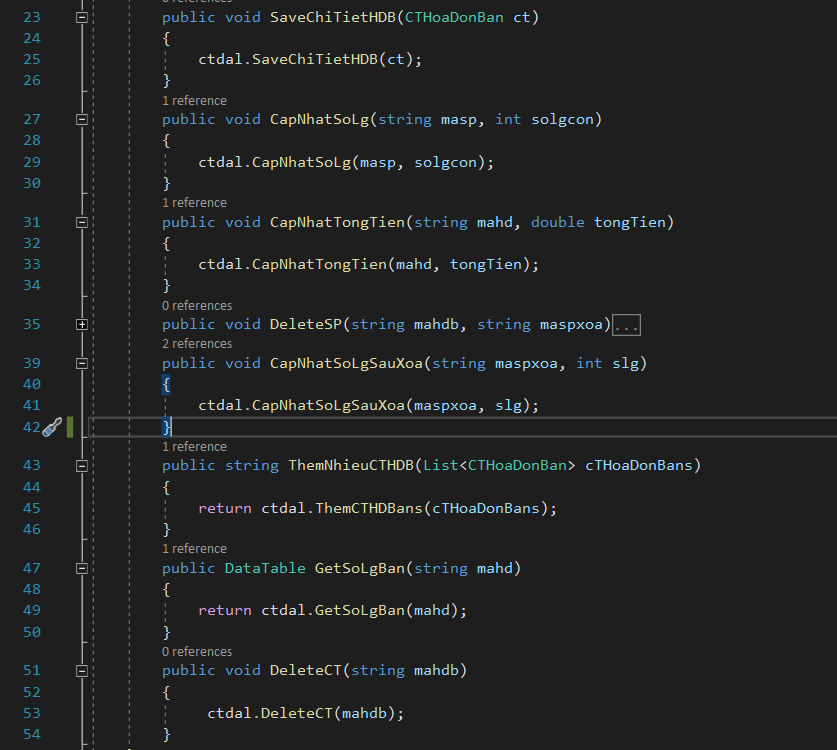 23 public void SaveChiTietHDB(CTHoaDonBan ct)
24 {
25 ctdal.SaveChiTietHDB(ct);
26 }
1 reference
27 public void CapNhatSoLg(string masp, int solgcon)
28 {
29 ctdal.CapNhatSoLg(masp, solgcon);
30 }
1 reference
31 public void CapNhatTongTien(string mahd, double tongTien)
32 {
33 ctdal.CapNhatTongTien(mahd, tongTien);
34 }
0 references
35 public void DeleteSP(string mahdb, string maspxoa)...
2 references
39 public void CapNhatSoLgSauXoa(string maspxoa, int slg)
40 {
41 ctdal.CapNhatSoLgSauXoa(maspxoa, slg);
42 }
1 reference
43 public string ThemNhieuCTHDB(List<CTHoaDonBan> cTHoaDonBans)
44 {
45 return ctdal.ThemCTHDBans(cTHoaDonBans);
46 }
1 reference
47 public DataTable GetSoLgBan(string mahd)
48 {
49 return ctdal.GetSoLgBan(mahd);
50 }
0 references
51 public void DeleteCT(string mahdb)
52 {
53 ctdal.DeleteCT(mahdb);
54 }